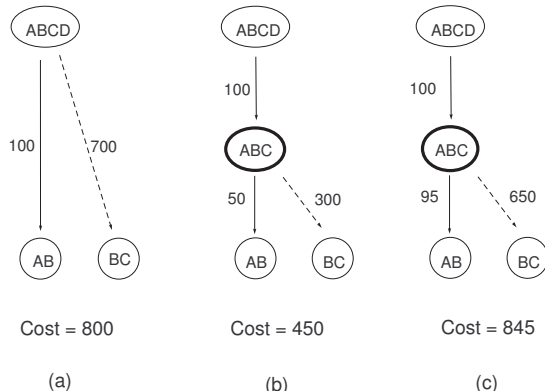 ABCD
100
700
AB
BC
Cost = 800
(a)
ABCD
100
ABC
50
300
AB
BC
Cost = 450
(b)
ABCD
100
ABC
95
650
AB
BC
Cost = 845
(c)